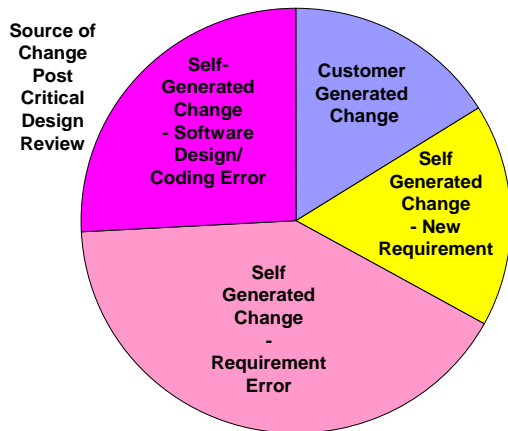 Source of
Change
Post
Critical
Design
Review
Self-
Generated
Change
- Software
Design/
Coding Error
Customer
Generated
Change
Self
Generated
Change
- New
Requirement
Self
Generated
Change
-
Requirement
Error